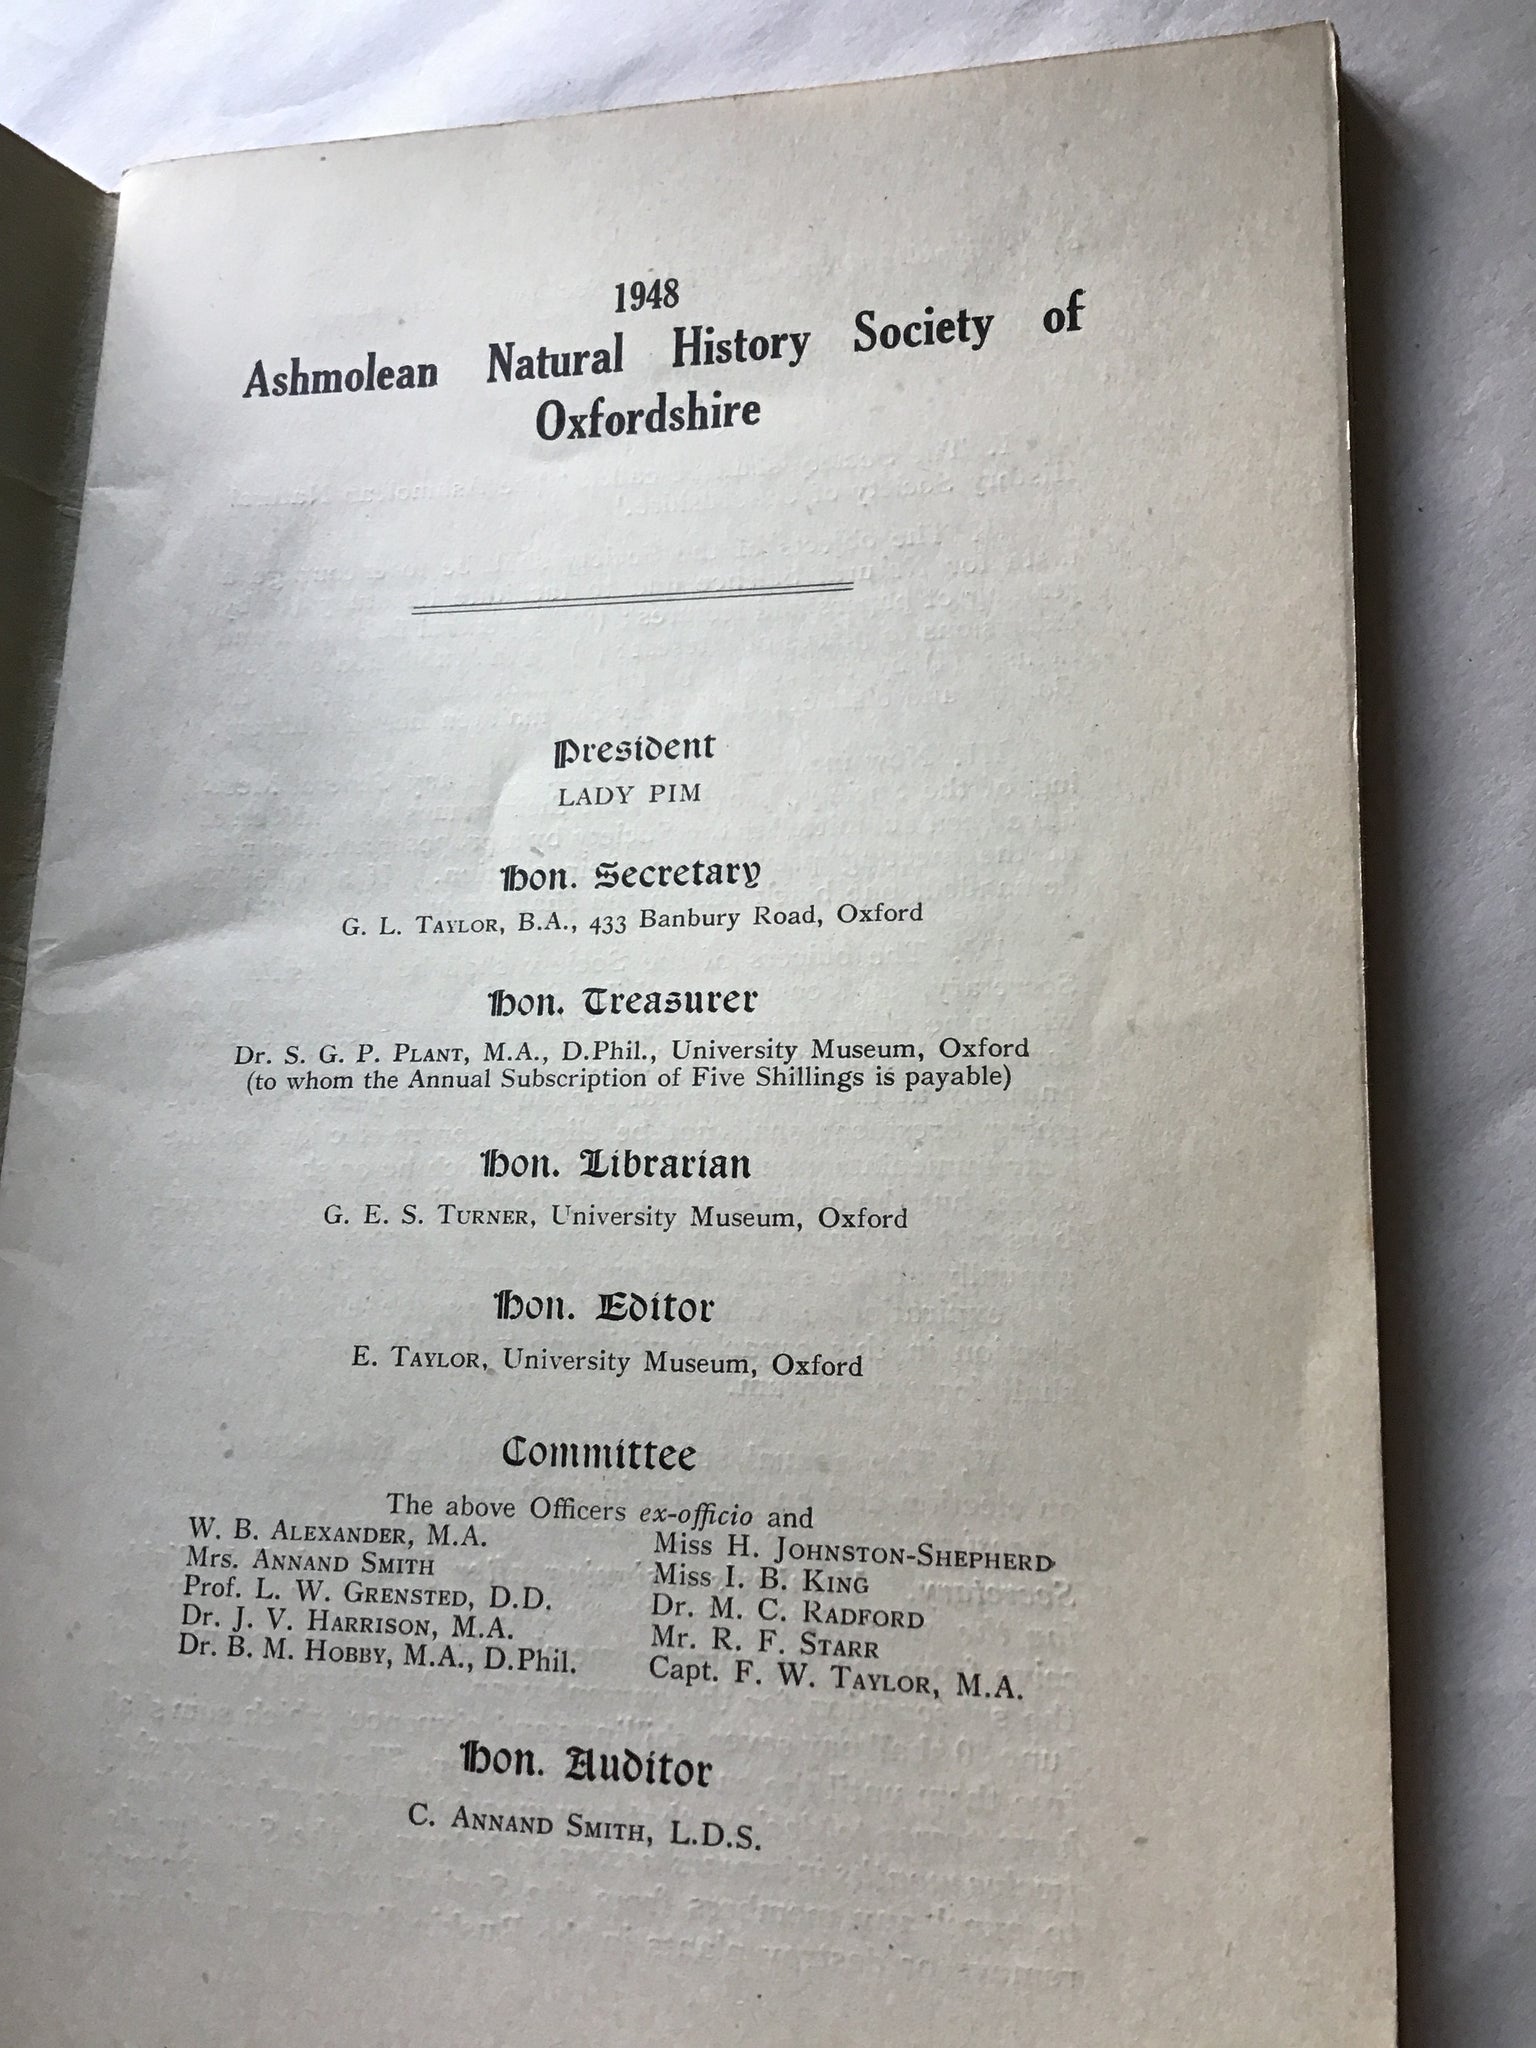 1948
Ashmolean Natural History Society of
Oxfordshire
President
LADY PIM
Hon. Secretary
G. L. TAYLOR, B.A., 433 Banbury Road, Oxford
Hon. Treasurer
Dr. S. G. P. PLANT, M.A., D.Phil., University Museum, Oxford
(to whom the Annual Subscription of Five Shillings is payable)
Hon. Librarian
G. E. S. TURNER, University Museum, Oxford
Hon. Editor
E. TAYLOR, University Museum, Oxford
Committee
The above Officers ex-officio and
W. B. ALEXANDER, M.A.
Mrs. ANNAND SMITH
Prof. L. W. GRENSTED, D.D.
Dr. J. V. HARRISON, M.A.
Dr. B. M. HOBBY, M.A., D.Phil.
Miss H. JOHNSTON-SHEPHERD
Miss I. B. KING
Dr. M. C. RADFORD
Mr. R. F. STARR
Capt. F. W. TAYLOR, M.A.
Hon. Auditor
C. ANNAND SMITH, L.D.S.